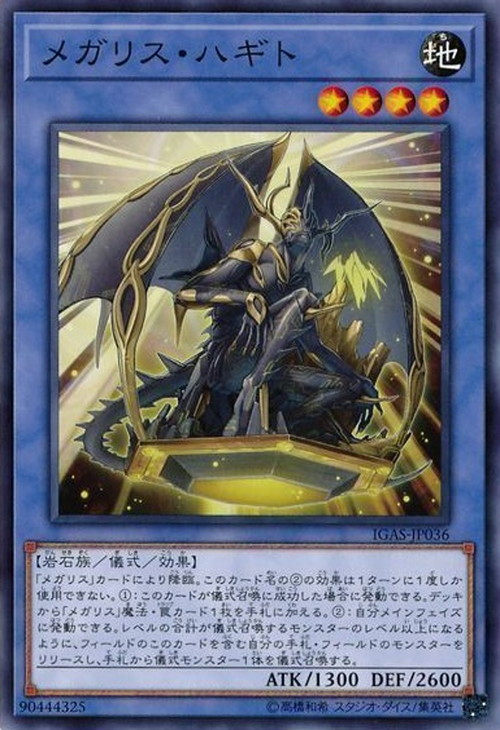 メガリス・ハギト
地
IGAS-JP036
【岩石族／儀式／効果】
「メガリス」カードにより降臨。このカード名の②の効果は1ターンに1度しか
使用できない。①：このカードが儀式召喚に成功した場合に発動できる。デッキ
から「メガリス」魔法・罠カード1枚を手札に加える。②：自分メインフェイズ
に発動できる。レベルの合計が儀式召喚するモンスターのレベル以上になる
ように、フィールドのこのカードを含む自分の手札・フィールドのモンスターを
リリースし、手札から儀式モンスター1体を儀式召喚する。
ATK/1300 DEF/2600
90444325 ©高橋和希 スタジオ・ダイス/集英社